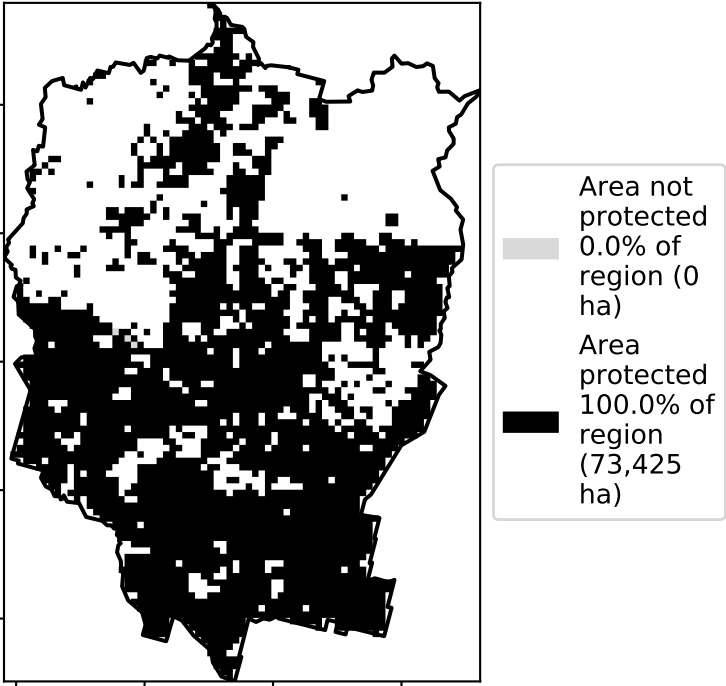 Area not
protected
0.0% of
region (0
ha)
Area
protected
100.0% of
region
(73,425
ha)